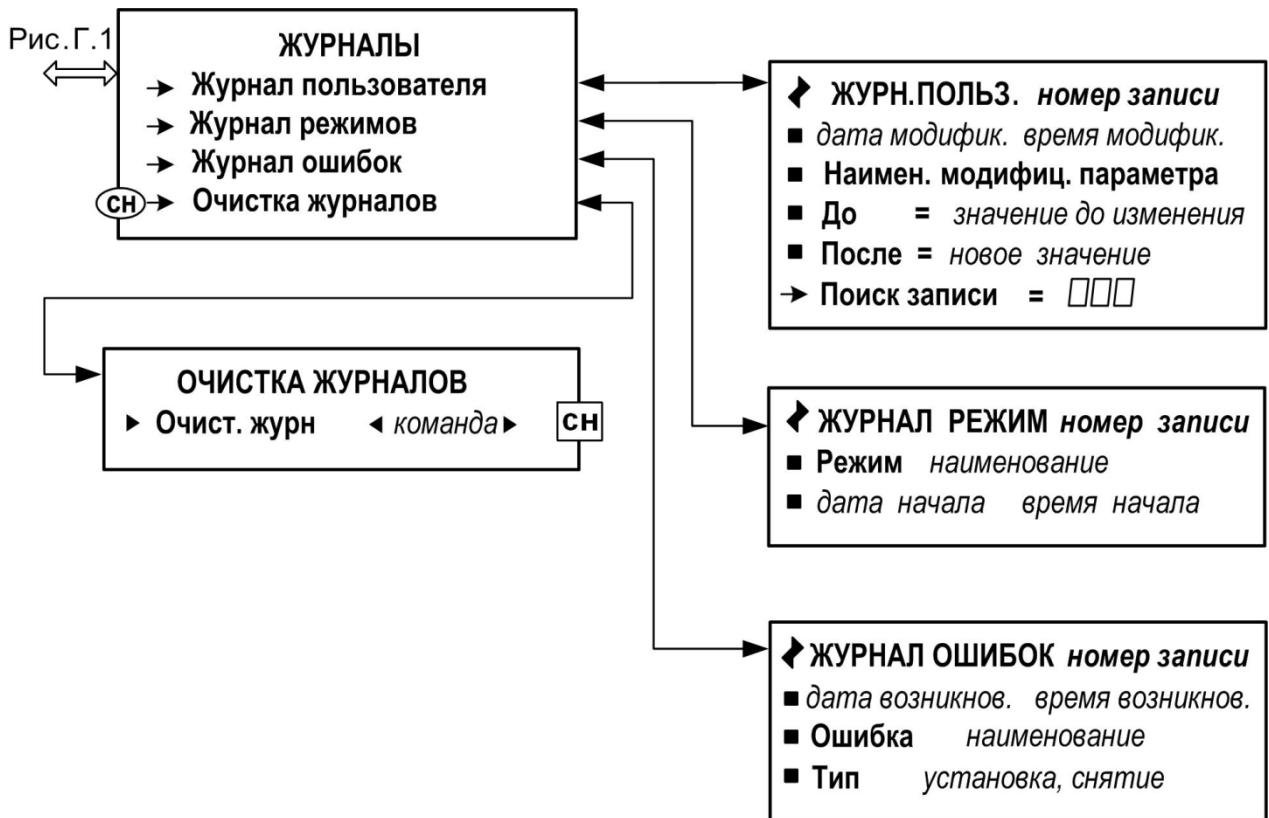 Рис.Г.1
ЖУРНАЛЫ
Журнал пользователя
Журнал режимов
Журнал ошибок
СН Очистка журналов
ОЧИСТКА ЖУРНАЛОВ
Очист. журн команда СН
ЖУРН.ПОЛЬЗ. номер записи
дата модифик. время модифик.
Наимен. модифиц. параметра
До = значение до изменения
После = новое значение
Поиск записи =
ЖУРНАЛ РЕЖИМ номер записи
Режим наименование
дата начала время начала
ЖУРНАЛ ОШИБОК номер записи
дата возникнов. время возникнов.
Ошибка наименование
Тип установка, снятие